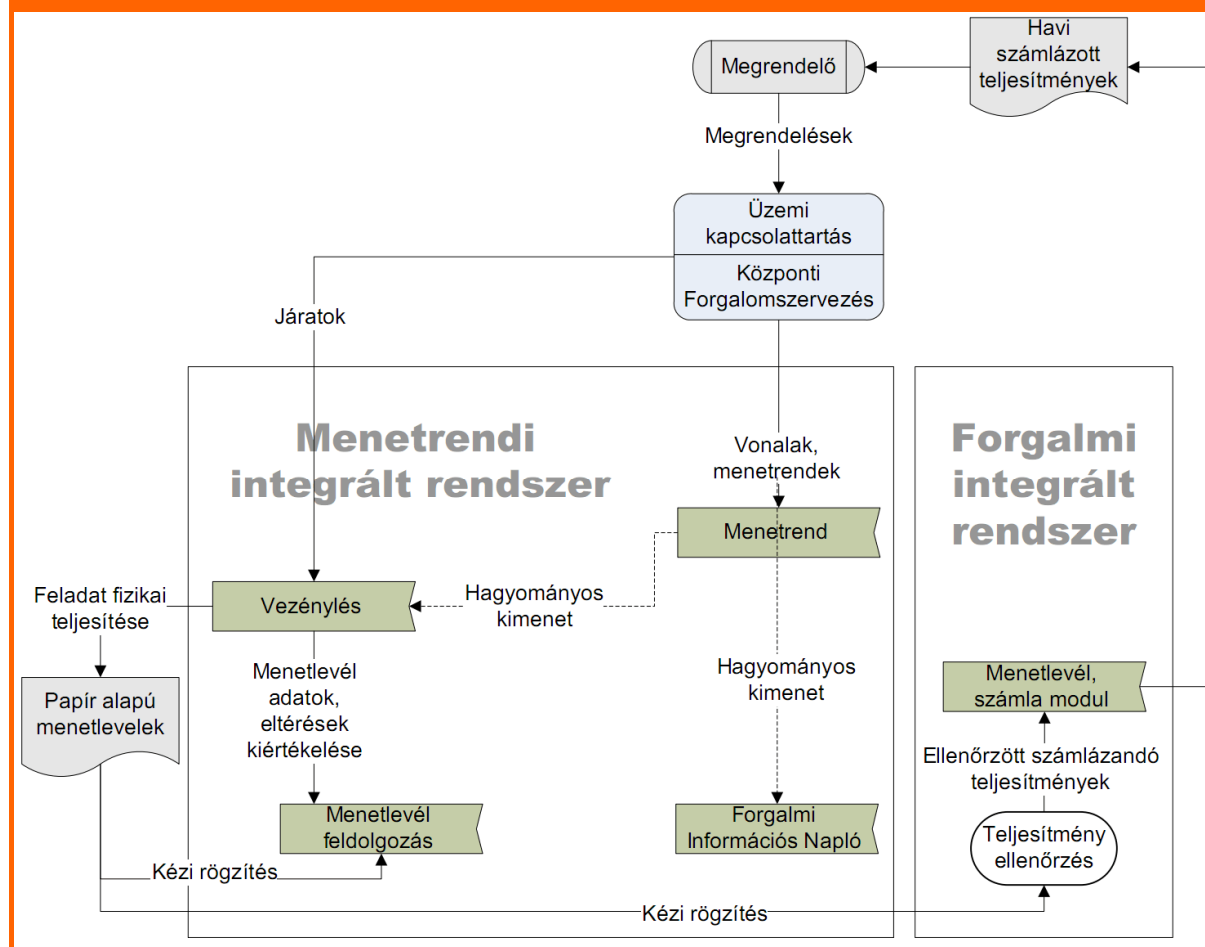 Havi
számlázott
teljesítmények
Megrendelő
Megrendelések
Üzemi
kapcsolattartás
Központi
Forgalomszervezés
Járatok
Menetrendi
integrált rendszer
Vonalak,
menetrendek
Forgalmi
integrált
rendszer
Menetrend
Feladat fizikai
teljesítése
Vezénylés
Hagyományos
kimenet
Menetlevél
adatok,
eltérések
kiértékelése
Hagyományos
kimenet
Menetlevél,
számla modul
Papír alapú
menetlevelek
Ellenőrzött számlázandó
teljesítmények
Menetlevél
feldolgozás
Forgalmi
Információs Napló
Teljesítmény
ellenőrzés
Kézi rögzítés
Kézi rögzítés